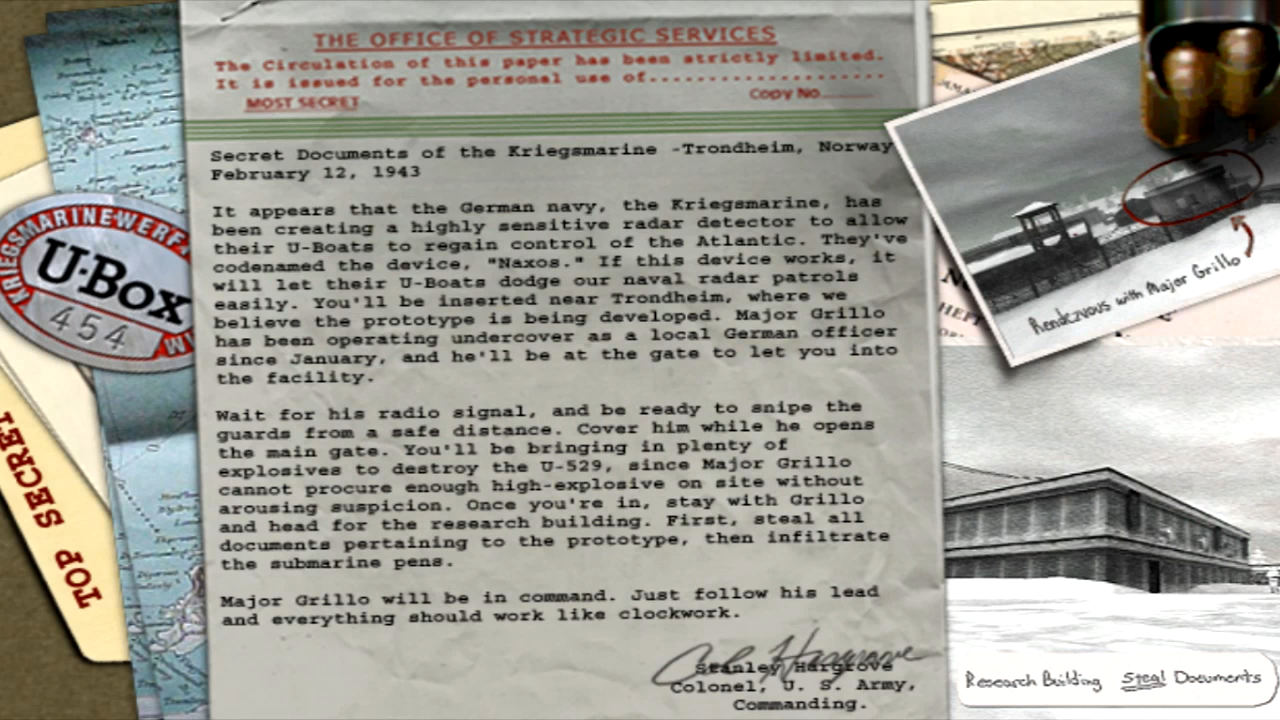 THE OFFICE OF STRATEGIC SERVICES
The Circulation of this paper has been strictly limited.
It is issued for the personal use of.....................
MOST SECRET
Copy No
Secret Documents of the Kriegsmarine -Trondheim, Norway
February 12, 1943
It appears that the German navy, the Kriegsmarine, has
been creating a highly sensitive radar detector to allow
their U-Boats to regain control of the Atlantic. They've
codenamed the device, "Naxos." If this device works, it
will let their U-Boats dodge our naval radar patrols
easily. You'll be inserted near Trondheim, where we
believe the prototype is being developed. Major Grillo
has been operating undercover as a local German officer
since January, and he'll be at the gate to let you into
the facility.
Wait for his radio signal, and be ready to snipe the
guards from a safe distance. Cover him while he opens
the main gate. You'll be bringing in plenty of
explosives to destroy the U-529, since Major Grillo
cannot procure enough high-explosive on site without
arousing suspicion. Once you're in, stay with Grillo
and head for the research building. First, steal all
documents pertaining to the prototype, then infiltrate
the submarine pens.
Major Grillo will be in command. Just follow his lead
and everything should work like clockwork.
Stanley Hargrove
Colonel, U. S. Army,
Commanding.
KRIEGSMARINEWERF
U-BOX
454
TOP SECRET
Rendezvous with Major Grillo
Research Building Steal Documents